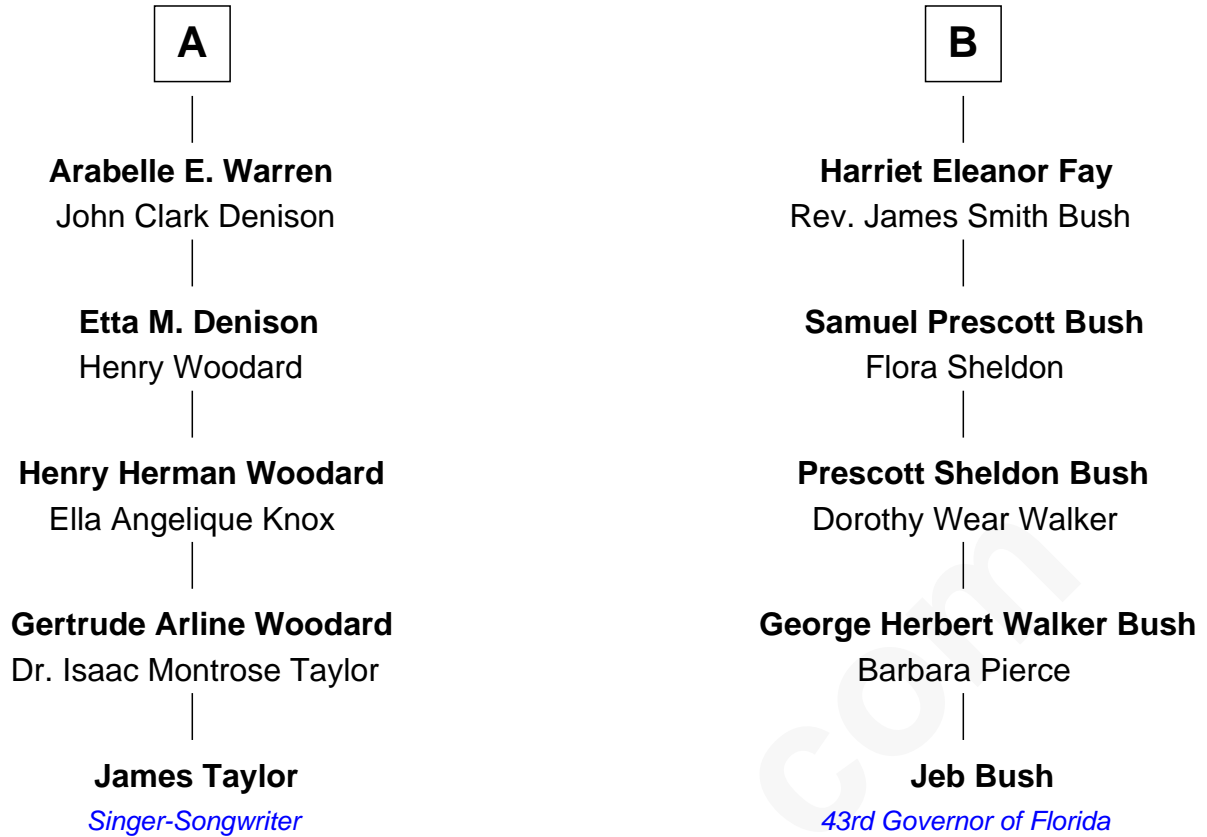 A
Arabelle E. Warren
John Clark Denison
Etta M. Denison
Henry Woodard
Henry Herman Woodard
Ella Angelique Knox
Gertrude Arline Woodard
Dr. Isaac Montrose Taylor
James Taylor
Singer-Songwriter
B
Harriet Eleanor Fay
Rev. James Smith Bush
Samuel Prescott Bush
Flora Sheldon
Prescott Sheldon Bush
Dorothy Wear Walker
George Herbert Walker Bush
Barbara Pierce
Jeb Bush
43rd Governor of Florida
com